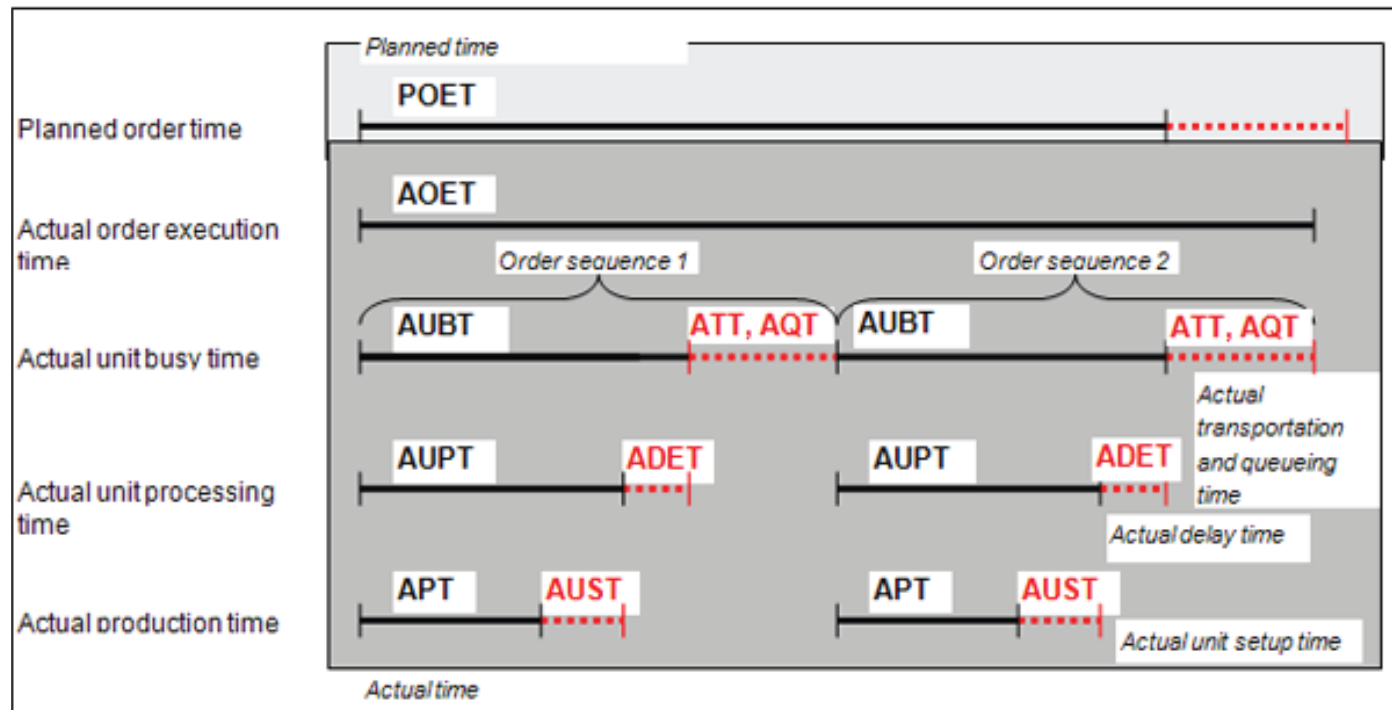 Planned time
POET
Planned order time
AOET
Actual order execution
time
Order sequence 1
Order sequence 2
AUBT
ATT, AQT
AUBT
ATT, AQT
Actual unit busy time
Actual
transportation
and queueing
time
AUPT
ADET
AUPT
ADET
Actual unit processing
time
Actual delay time
APT
AUST
APT
AUST
Actual production time
Actual unit setup time
Actual time